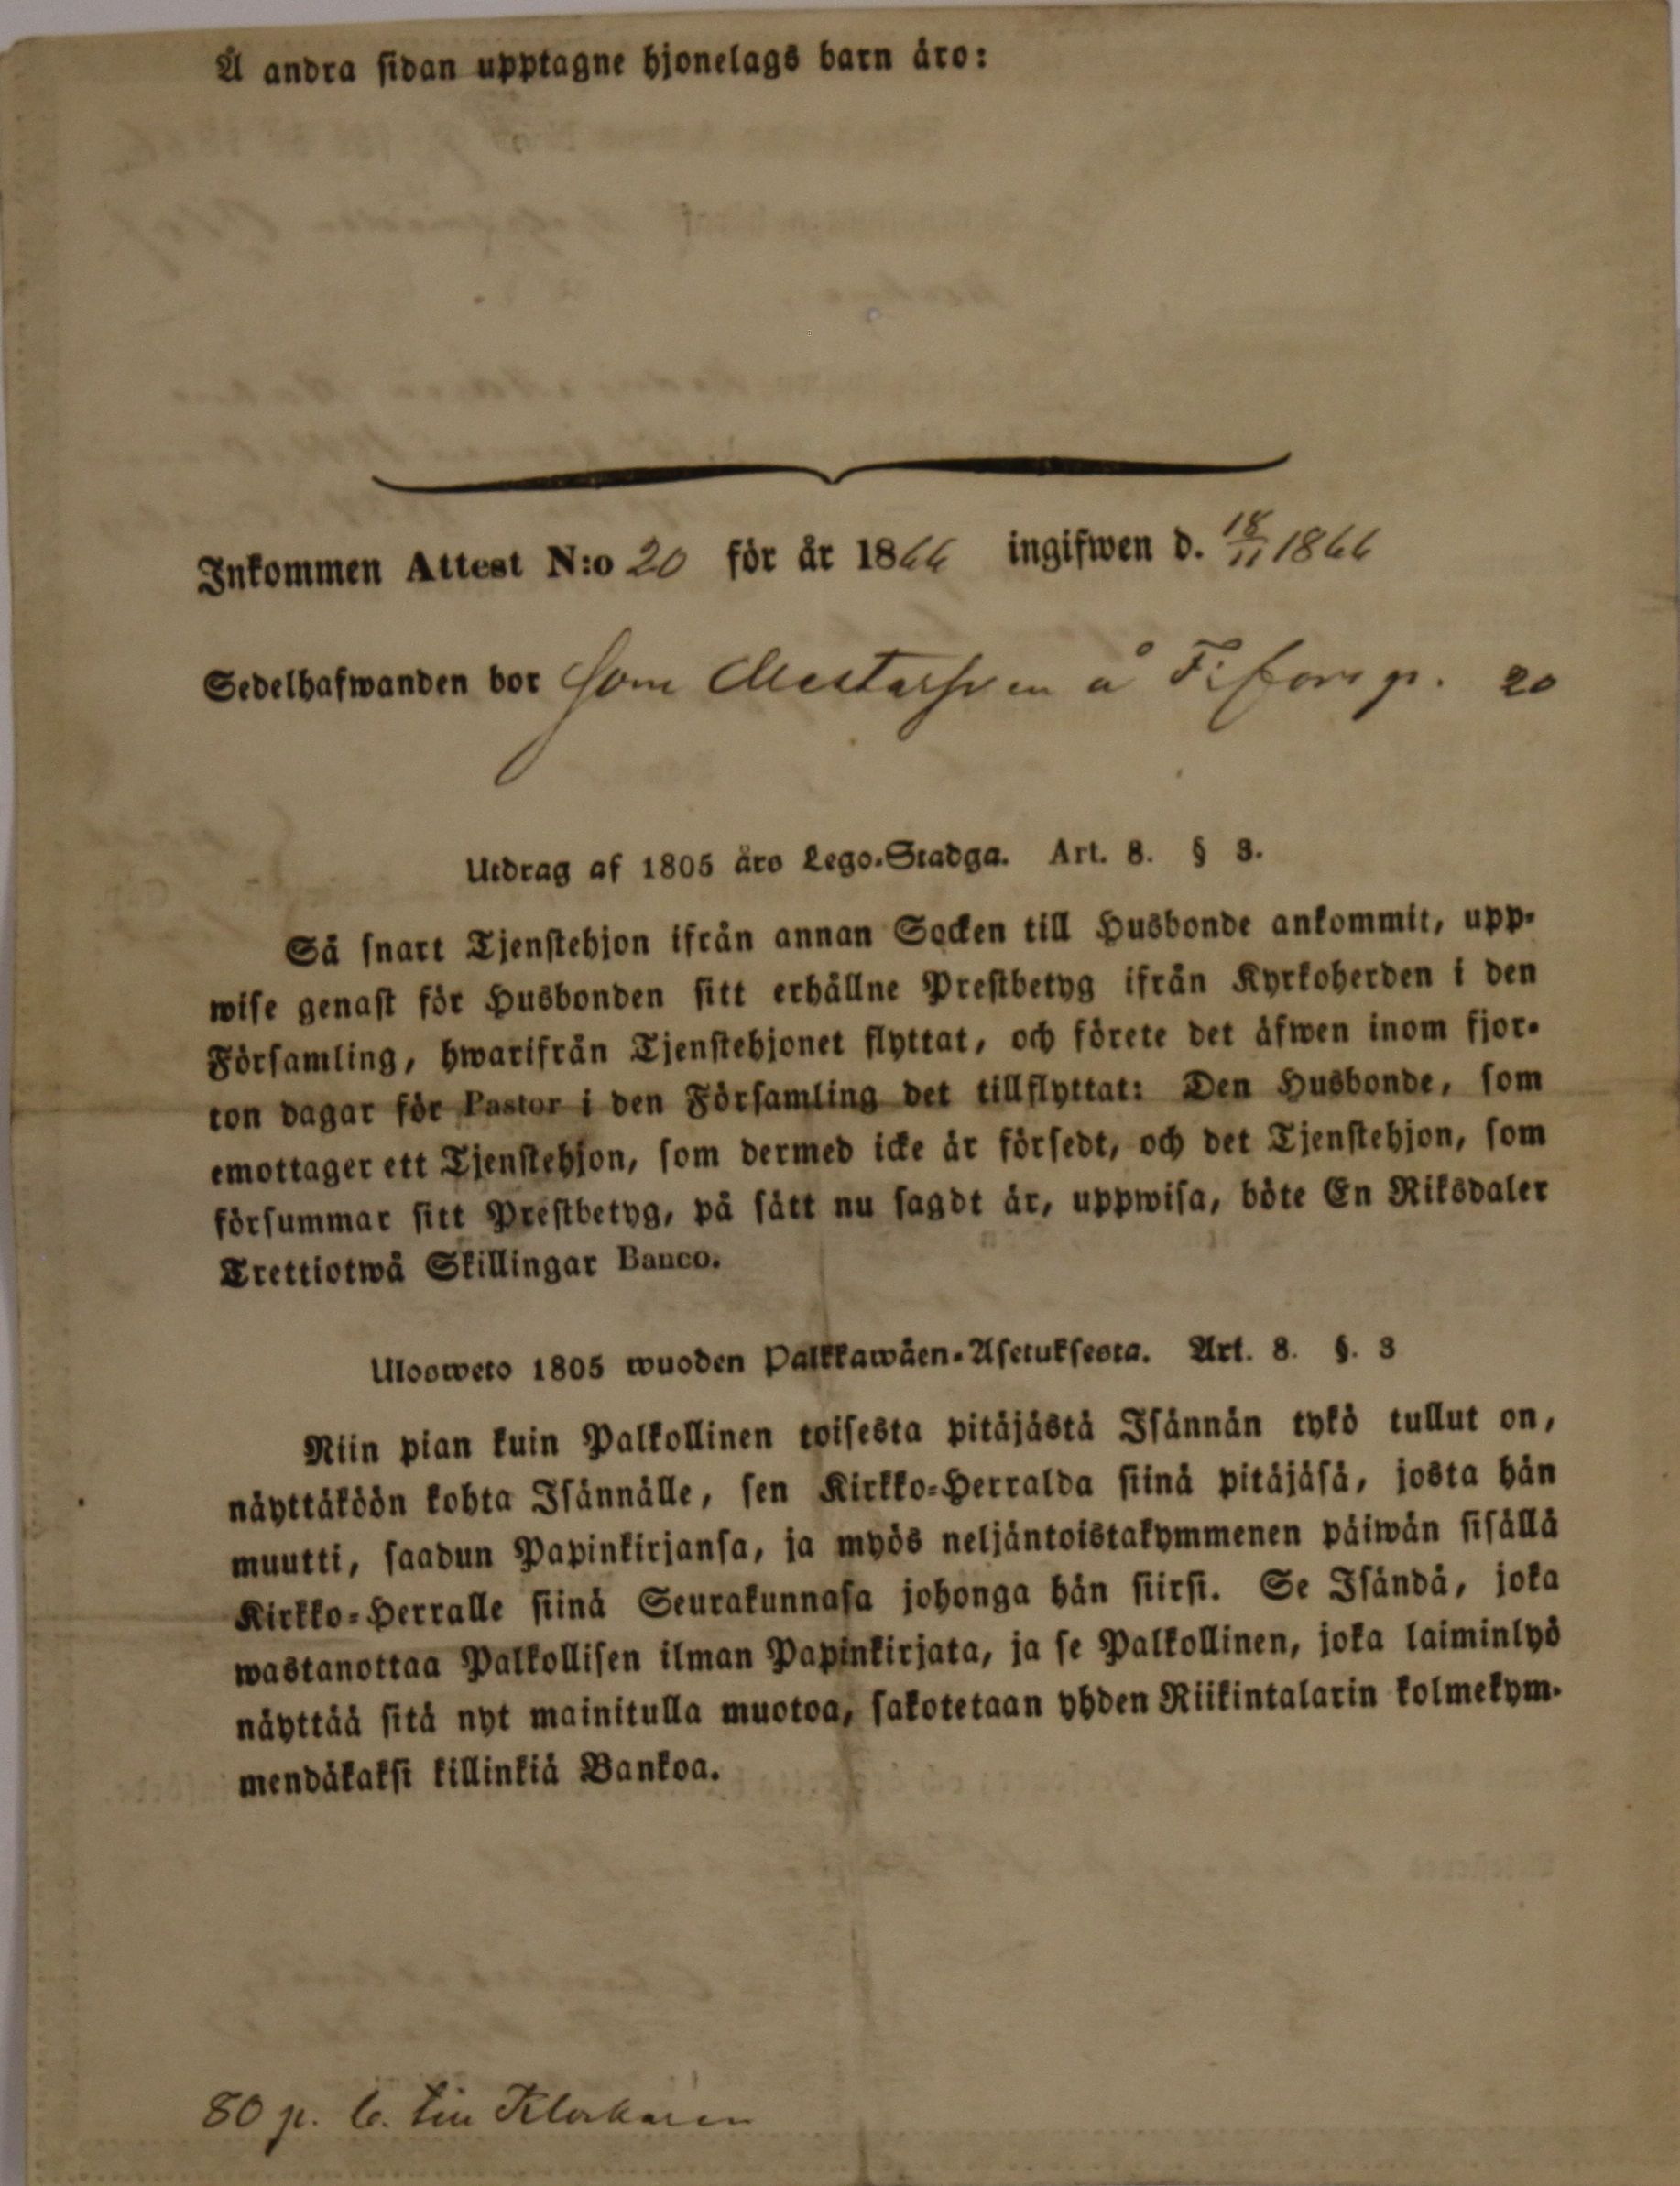 Å andra sidan upptagne hjonelags barn äro:
Inkommen Attest N:o 20 för år 1866 ingifwen d. 18/11 1866
Sedelhafwanden bor som å p. 20
Utdrag af 1805 års Lego-Stadga. Art. 8. § 3.
Så snart Tjenstehjon ifrån annan Socken till Husbonde ankommit, upp-
wise genast för Husbonden sitt erhållne Prestbetyg ifrån Kyrkoherden i den
Församling, hwarifrån Tjenstehjonet flyttat, och förete det äfwen inom fjor-
ton dagar för Pastor i den Församling det tillflyttat: Den Husbonde, som
emottager ett Tjenstehjon, som dermed icke är försedt, och det Tjenstehjon, som
försummar sitt Prestbetyg, på sätt nu sagdt är, uppwisa, böte En Riksdaler
Trettiotwå Skillingar Banco.
Ulosweto 1805 wuoden Palkkawäen-Asetuksesta. Art. 8. §. 3
Niin pian kuin Palkollinen toisesta pitäjästä Isännän tykö tullut on,
näyttäköön kohta Isännälle, sen Kirkko-Herralda siinä pitäjäsä, josta hän
muutti, saadun Papinkirjansa, ja myös neljäntoistakymmenen päiwän sisällä
Kirkko-Herralle siinä Seurakunnasa johonga hän siirsi. Se Isändä, joka
wastanottaa Palkollisen ilman Papinkirjata, ja se Palkollinen, joka laiminlyö
näyttää sitä nyt mainitulla muotoa, sakotetaan yhden Riikintalarin kolmekym-
mendäkaksi killinkiä Bankoa.
80 p. Klockaren